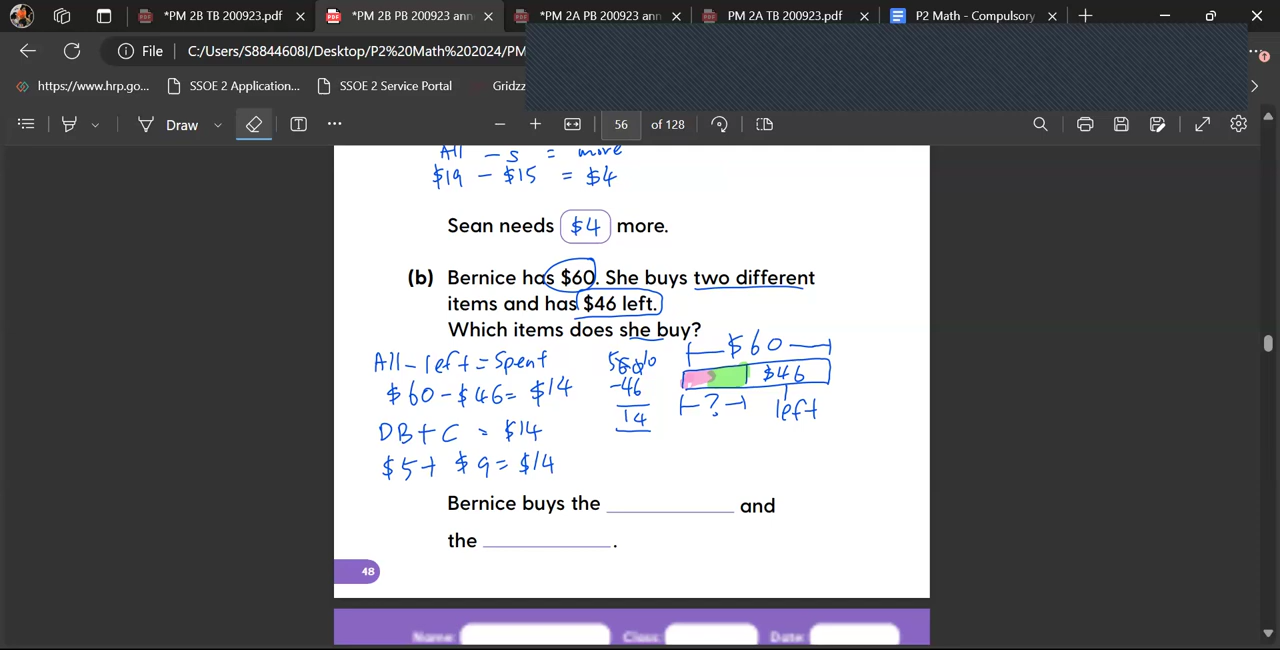 *PM 2B TB 200923.pdf
*PM 2B PB 200923 ann
*PM 2A PB 200923 ann
PM 2A TB 200923.pdf
P2 Math - Compulsory
File
C:/Users/S8844608I/Desktop/P2%20Math%202024/PM
https://www.hrp.go...
SSOE 2 Application...
SSOE 2 Service Portal
Gridzz
Draw
56 of 128
All - S = more
$19 - $15 = $4
Sean needs $4 more.
(b) Bernice has $60. She buys two different
items and has $46 left.
Which items does she buy?
All - left = Spent
$60 - $46 = $14
DB + C = $14
$5 + $9 = $14
-46
14
$60
$46
?
left
Bernice buys the ____________ and
the ____________.
48
Name:
Class:
Date: